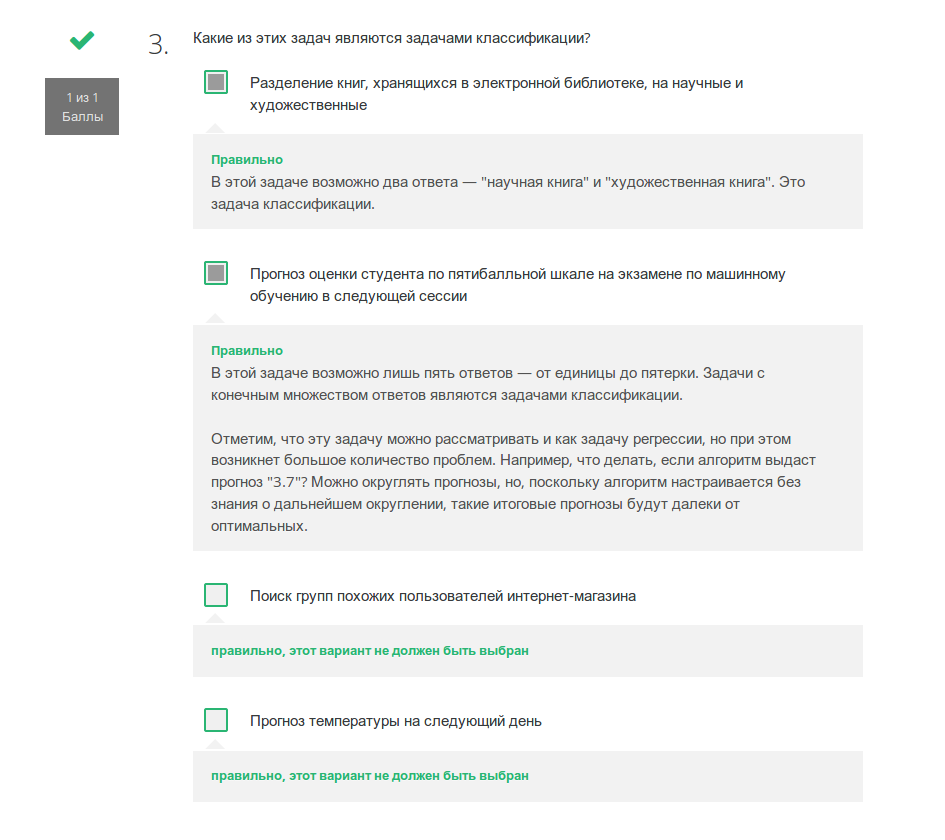 3. Какие из этих задач являются задачами классификации?
1 из 1
Баллы
Разделение книг, хранящихся в электронной библиотеке, на научные и
художественные
Правильно
В этой задаче возможно два ответа — "научная книга" и "художественная книга". Это
задача классификации.
Прогноз оценки студента по пятибалльной шкале на экзамене по машинному
обучению в следующей сессии
Правильно
В этой задаче возможно лишь пять ответов — от единицы до пятерки. Задачи с
конечным множеством ответов являются задачами классификации.
Отметим, что эту задачу можно рассматривать и как задачу регрессии, но при этом
возникнет большое количество проблем. Например, что делать, если алгоритм выдаст
прогноз "3.7"? Можно округлять прогнозы, но, поскольку алгоритм настраивается без
знания о дальнейшем округлении, такие итоговые прогнозы будут далеки от
оптимальных.
Поиск групп похожих пользователей интернет-магазина
правильно, этот вариант не должен быть выбран
Прогноз температуры на следующий день
правильно, этот вариант не должен быть выбран